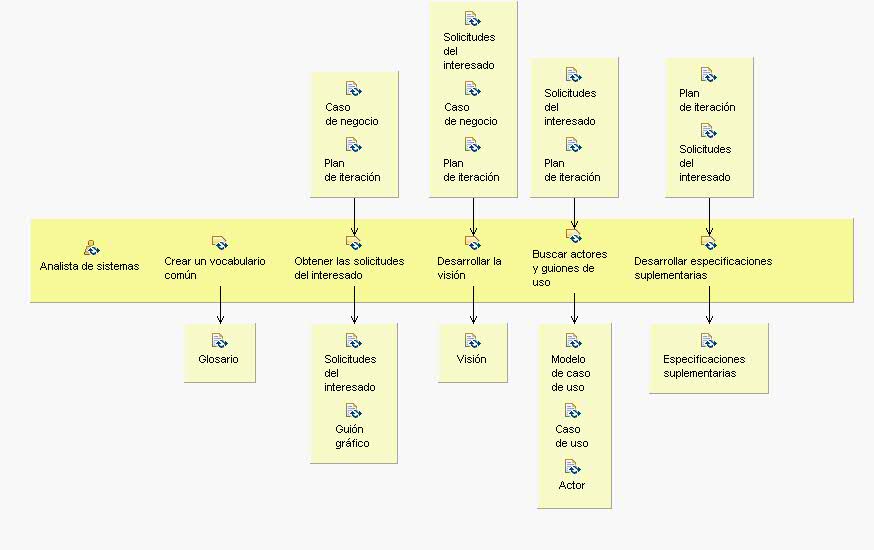 Solicitudes
del
interesado
Caso
de negocio
Plan
de iteración
Caso
de negocio
Plan
de iteración
Solicitudes
del
interesado
Plan
de iteración
Plan
de iteración
Solicitudes
del
interesado
Analista de sistemas
Crear un vocabulario
común
Obtener las solicitudes
del interesado
Desarrollar la
visión
Buscar actores
y guiones de
uso
Desarrollar especificaciones
suplementarias
Glosario
Solicitudes
del
interesado
Guión
gráfico
Visión
Modelo
de caso
de uso
Caso
de uso
Actor
Especificaciones
suplementarias